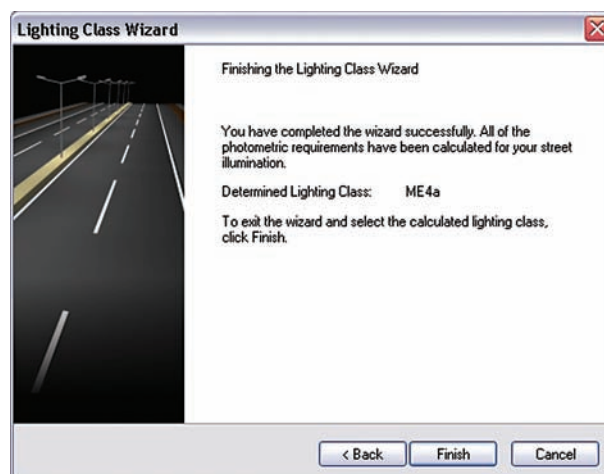 Lighting Class Wizard
Finishing the Lighting Class Wizard
You have completed the wizard successfully. All of the
photometric requirements have been calculated for your street
illumination.
Determined Lighting Class: ME4a
To exit the wizard and select the calculated lighting class,
click Finish.
< Back Finish Cancel